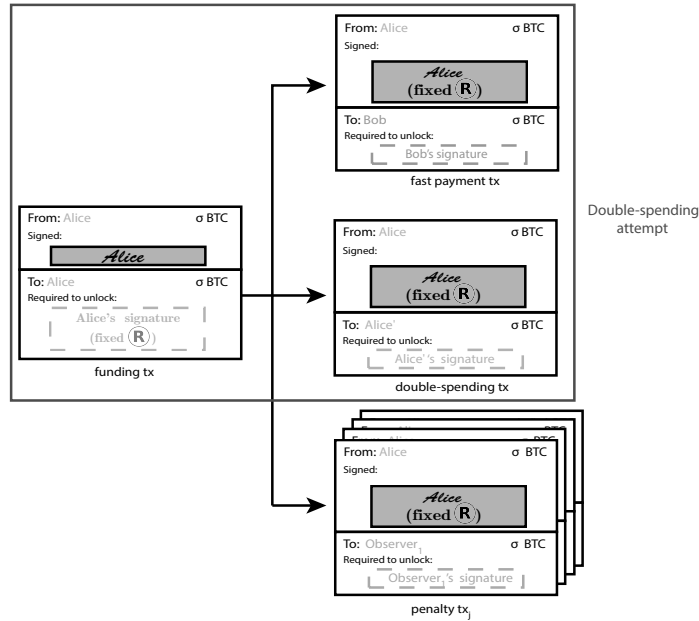 From: Alice σ BTC
Signed:
Alice
(fixed R)
To: Bob σ BTC
Required to unlock:
Bob's signature
fast payment tx
Double-spending
attempt
From: Alice σ BTC
Signed:
Alice
To: Alice σ BTC
Required to unlock:
Alice's signature
(fixed R)
funding tx
From: Alice σ BTC
Signed:
Alice
(fixed R)
To: Alice' σ BTC
Required to unlock:
Alice' 's signature
double-spending tx
From: Alice σ BTC
Signed:
Alice
(fixed R)
To: Observer₁ σ BTC
Required to unlock:
Observer₁'s signature
penalty txⱼ